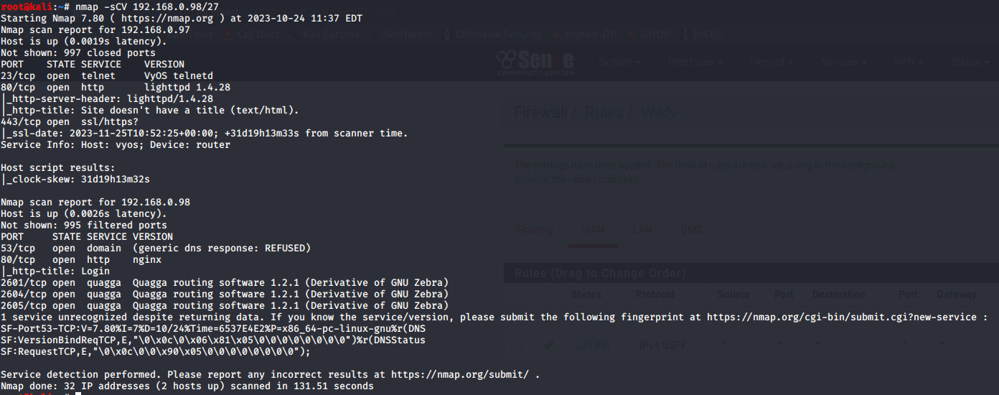 root@kali:~# nmap -sCV 192.168.0.98/27
Starting Nmap 7.80 ( https://nmap.org ) at 2023-10-24 11:37 EDT
Nmap scan report for 192.168.0.97
Tools Kali Docs Kali Forums NetHunter Offensive Security Exploit-DB GHDB MSFU
Host is up (0.0019s latency).
Not shown: 997 closed ports
PORT STATE SERVICE VERSION
System Interfaces Firewall Services VPN Status
COMMUNITY EDITION
23/tcp open telnet VyOS telnetd
80/tcp open http lighttpd 1.4.28
|_http-server-header: lighttpd/1.4.28
|_http-title: Site doesn't have a title (text/html).
Firewall / Rules / WAN
443/tcp open ssl/https?
|_ssl-date: 2023-11-25T10:52:25+00:00; +31d19h13m33s from scanner time.
Service Info: Host: vyos; Device: router
Host script results:
The settings have been applied. The firewall rules are now reloading in the background.
|_clock-skew: 31d19h13m32s
Monitor the reload progress.
Nmap scan report for 192.168.0.98
Host is up (0.0026s latency).
Not shown: 995 filtered ports
Floating WAN LAN DMZ
PORT STATE SERVICE VERSION
53/tcp open domain (generic dns response: REFUSED)
80/tcp open http nginx
|_http-title: Login
Rules (Drag to Change Order)
2601/tcp open quagga Quagga routing software 1.2.1 (Derivative of GNU Zebra)
2604/tcp open quagga Quagga routing software 1.2.1 (Derivative of GNU Zebra)
States Protocol Source Port Destination Port Gateway
2605/tcp open quagga Quagga routing software 1.2.1 (Derivative of GNU Zebra)
1 service unrecognized despite returning data. If you know the service/version, please submit the following fingerprint at https://nmap.org/cgi-bin/submit.cgi?new-service :
SF-Port53-TCP:V=7.80%I=7%D=10/24%Time=6537E4E2%P=x86_64-pc-linux-gnu%r(DNS
SF:VersionBindReqTCP,E,"\0\x0c\0\x06\x81\x05\0\0\0\0\0\0\0\0")%r(DNSStatus
0 / 1 KiB IPv4 OSPF * * * * *
SF:RequestTCP,E,"\0\x0c\0\0\x90\x05\0\0\0\0\0\0\0\0");
Service detection performed. Please report any incorrect results at https://nmap.org/submit/ .
Nmap done: 32 IP addresses (2 hosts up) scanned in 131.51 seconds
root@kali:~#